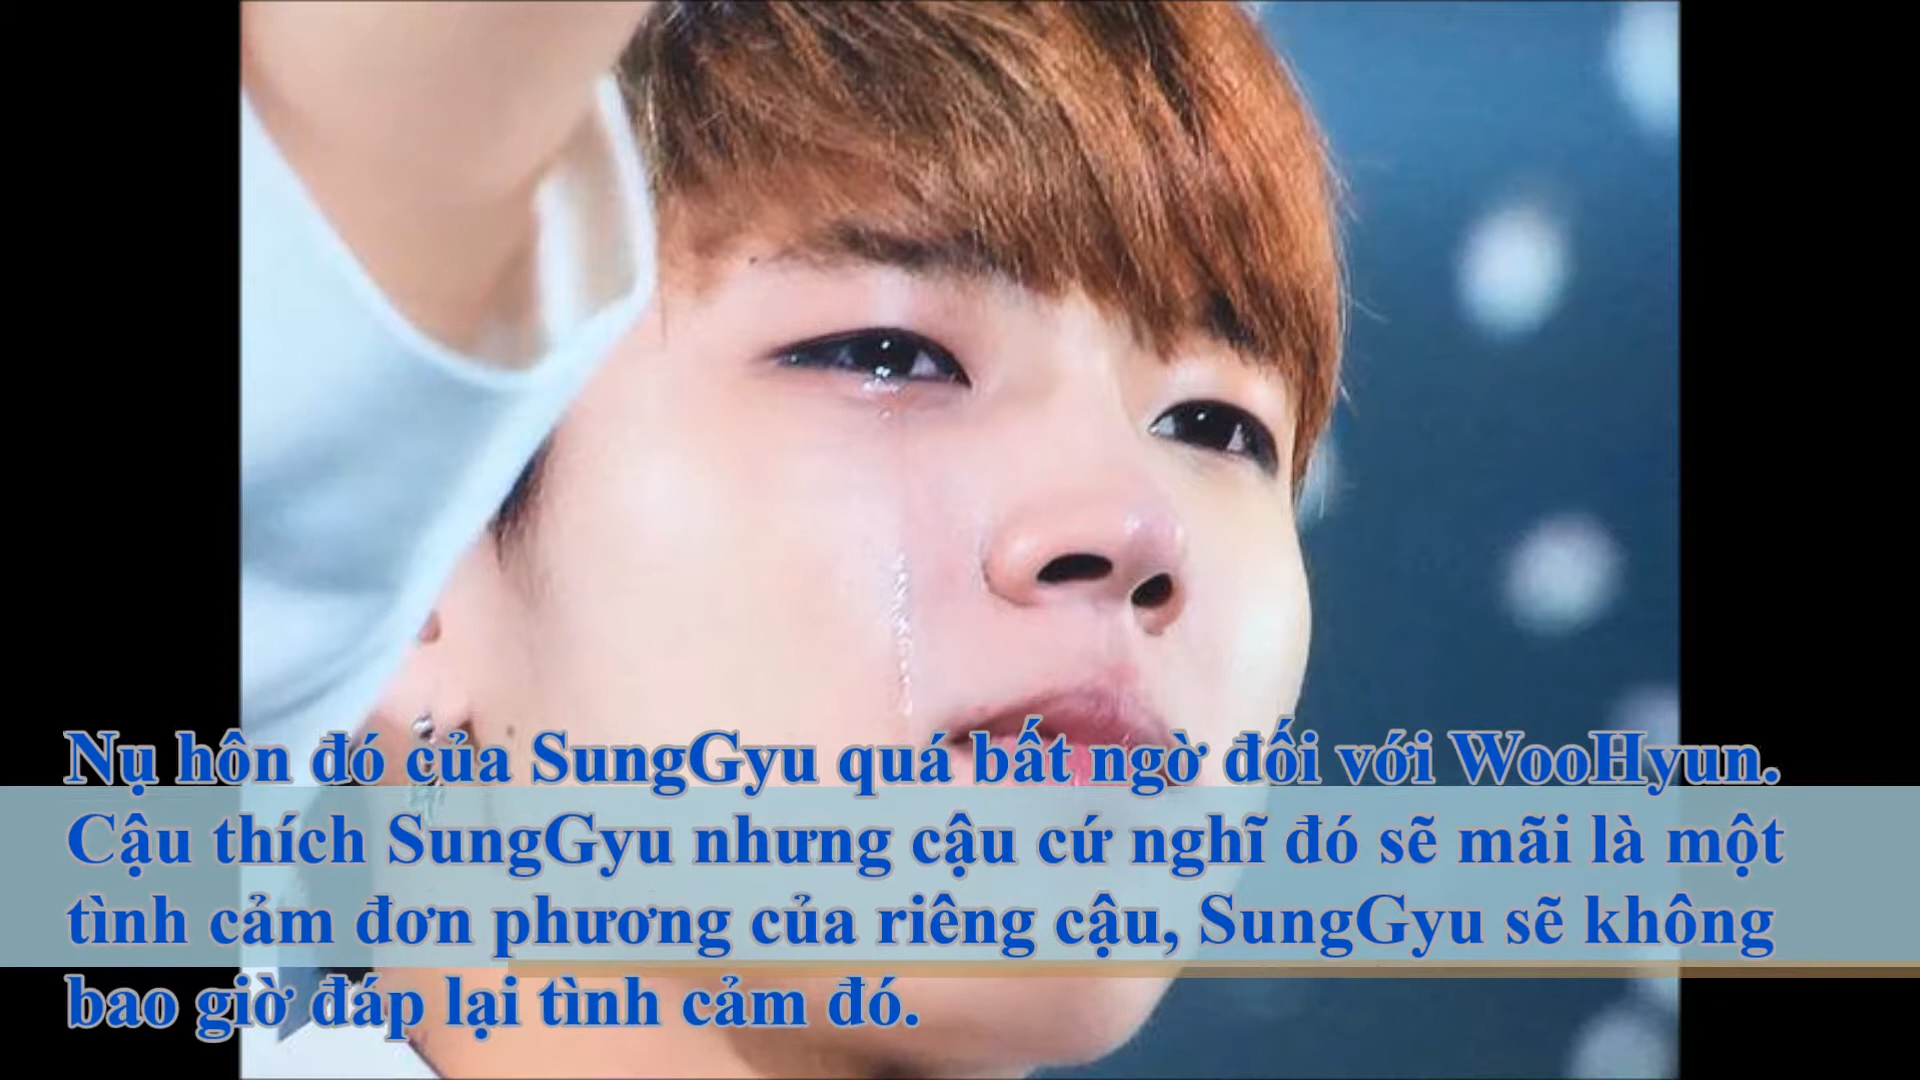 Nụ hôn đó của SungGyu quá bất ngờ đối với WooHyun.
Cậu thích SungGyu nhưng cậu cứ nghĩ đó sẽ mãi là một
tình cảm đơn phương của riêng cậu, SungGyu sẽ không
bao giờ đáp lại tình cảm đó.